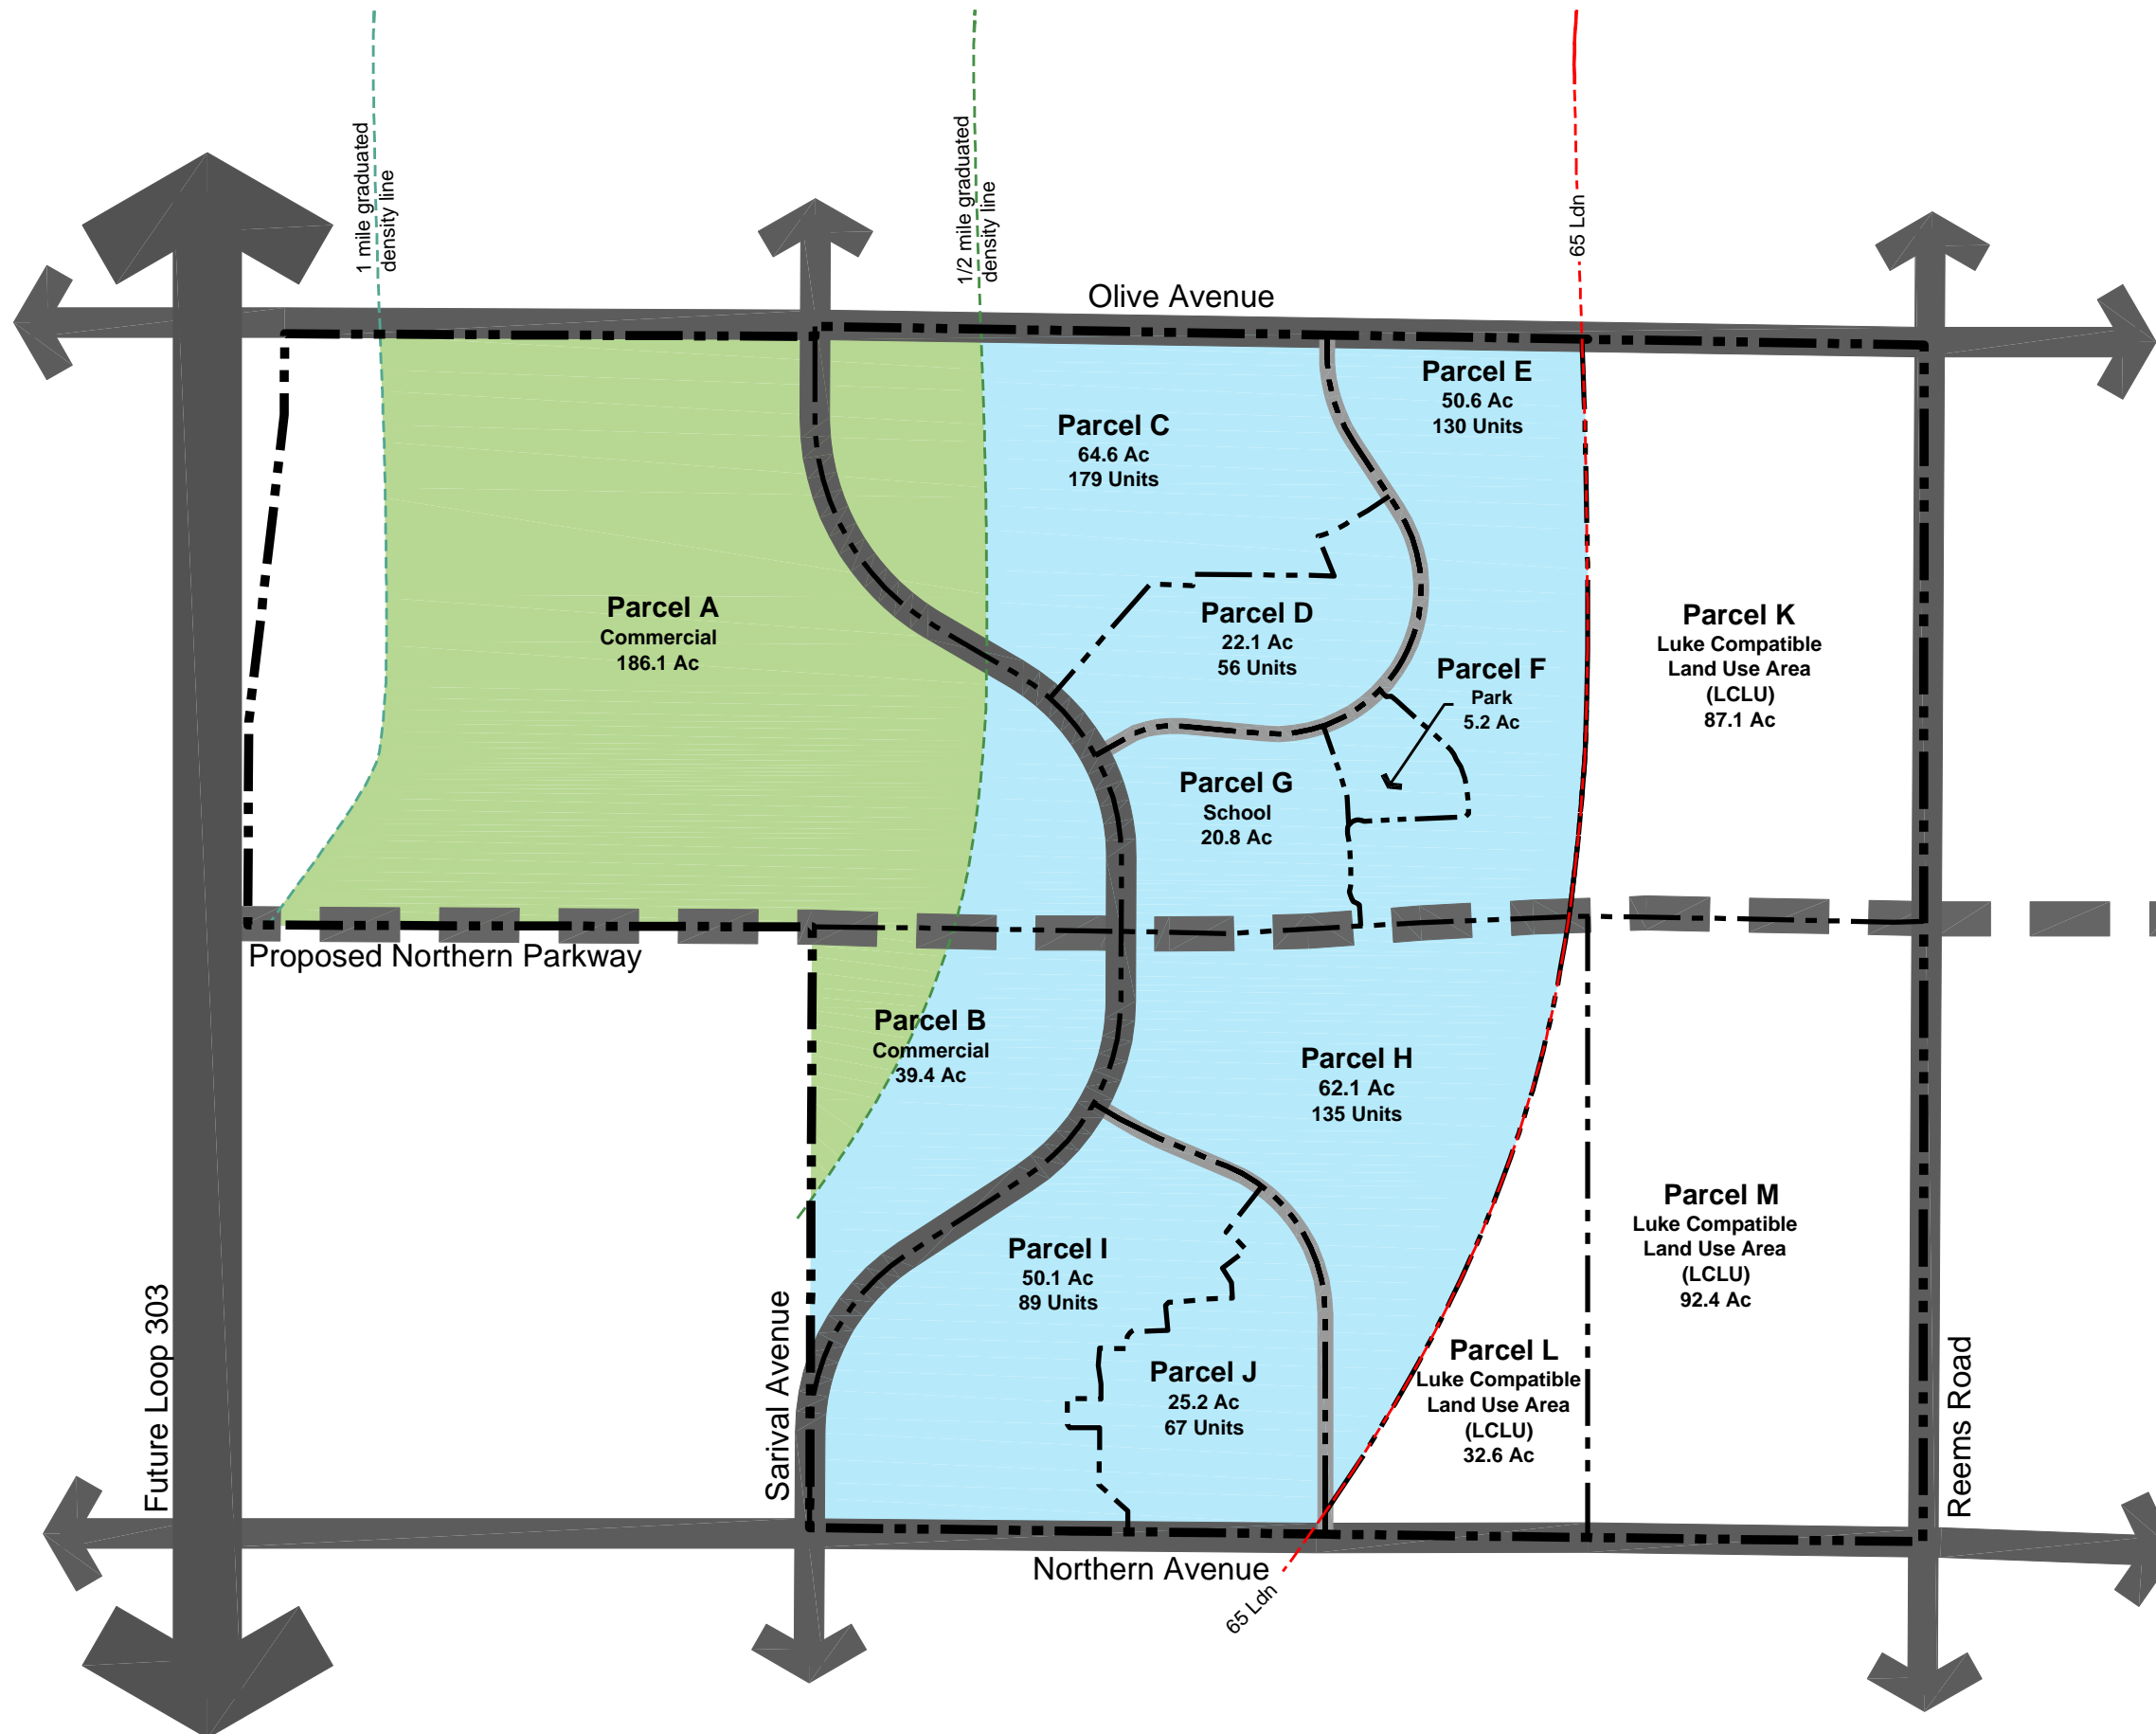 1 mile graduated
density line
1/2 mile graduated
density line
65 Ldn
Olive Avenue
Parcel E
50.6 Ac
130 Units
Parcel C
64.6 Ac
179 Units
Parcel A
Commercial
186.1 Ac
Parcel D
22.1 Ac
56 Units
Parcel F
Park
5.2 Ac
Parcel K
Luke Compatible
Land Use Area
(LCLU)
87.1 Ac
Parcel G
School
20.8 Ac
Proposed Northern Parkway
Parcel B
Commercial
39.4 Ac
Parcel H
62.1 Ac
135 Units
Parcel M
Luke Compatible
Land Use Area
(LCLU)
92.4 Ac
Parcel I
50.1 Ac
89 Units
Parcel J
25.2 Ac
67 Units
Parcel L
Luke Compatible
Land Use Area
(LCLU)
32.6 Ac
Future Loop 303
Sarival Avenue
Reems Road
Northern Avenue
65 Ldn